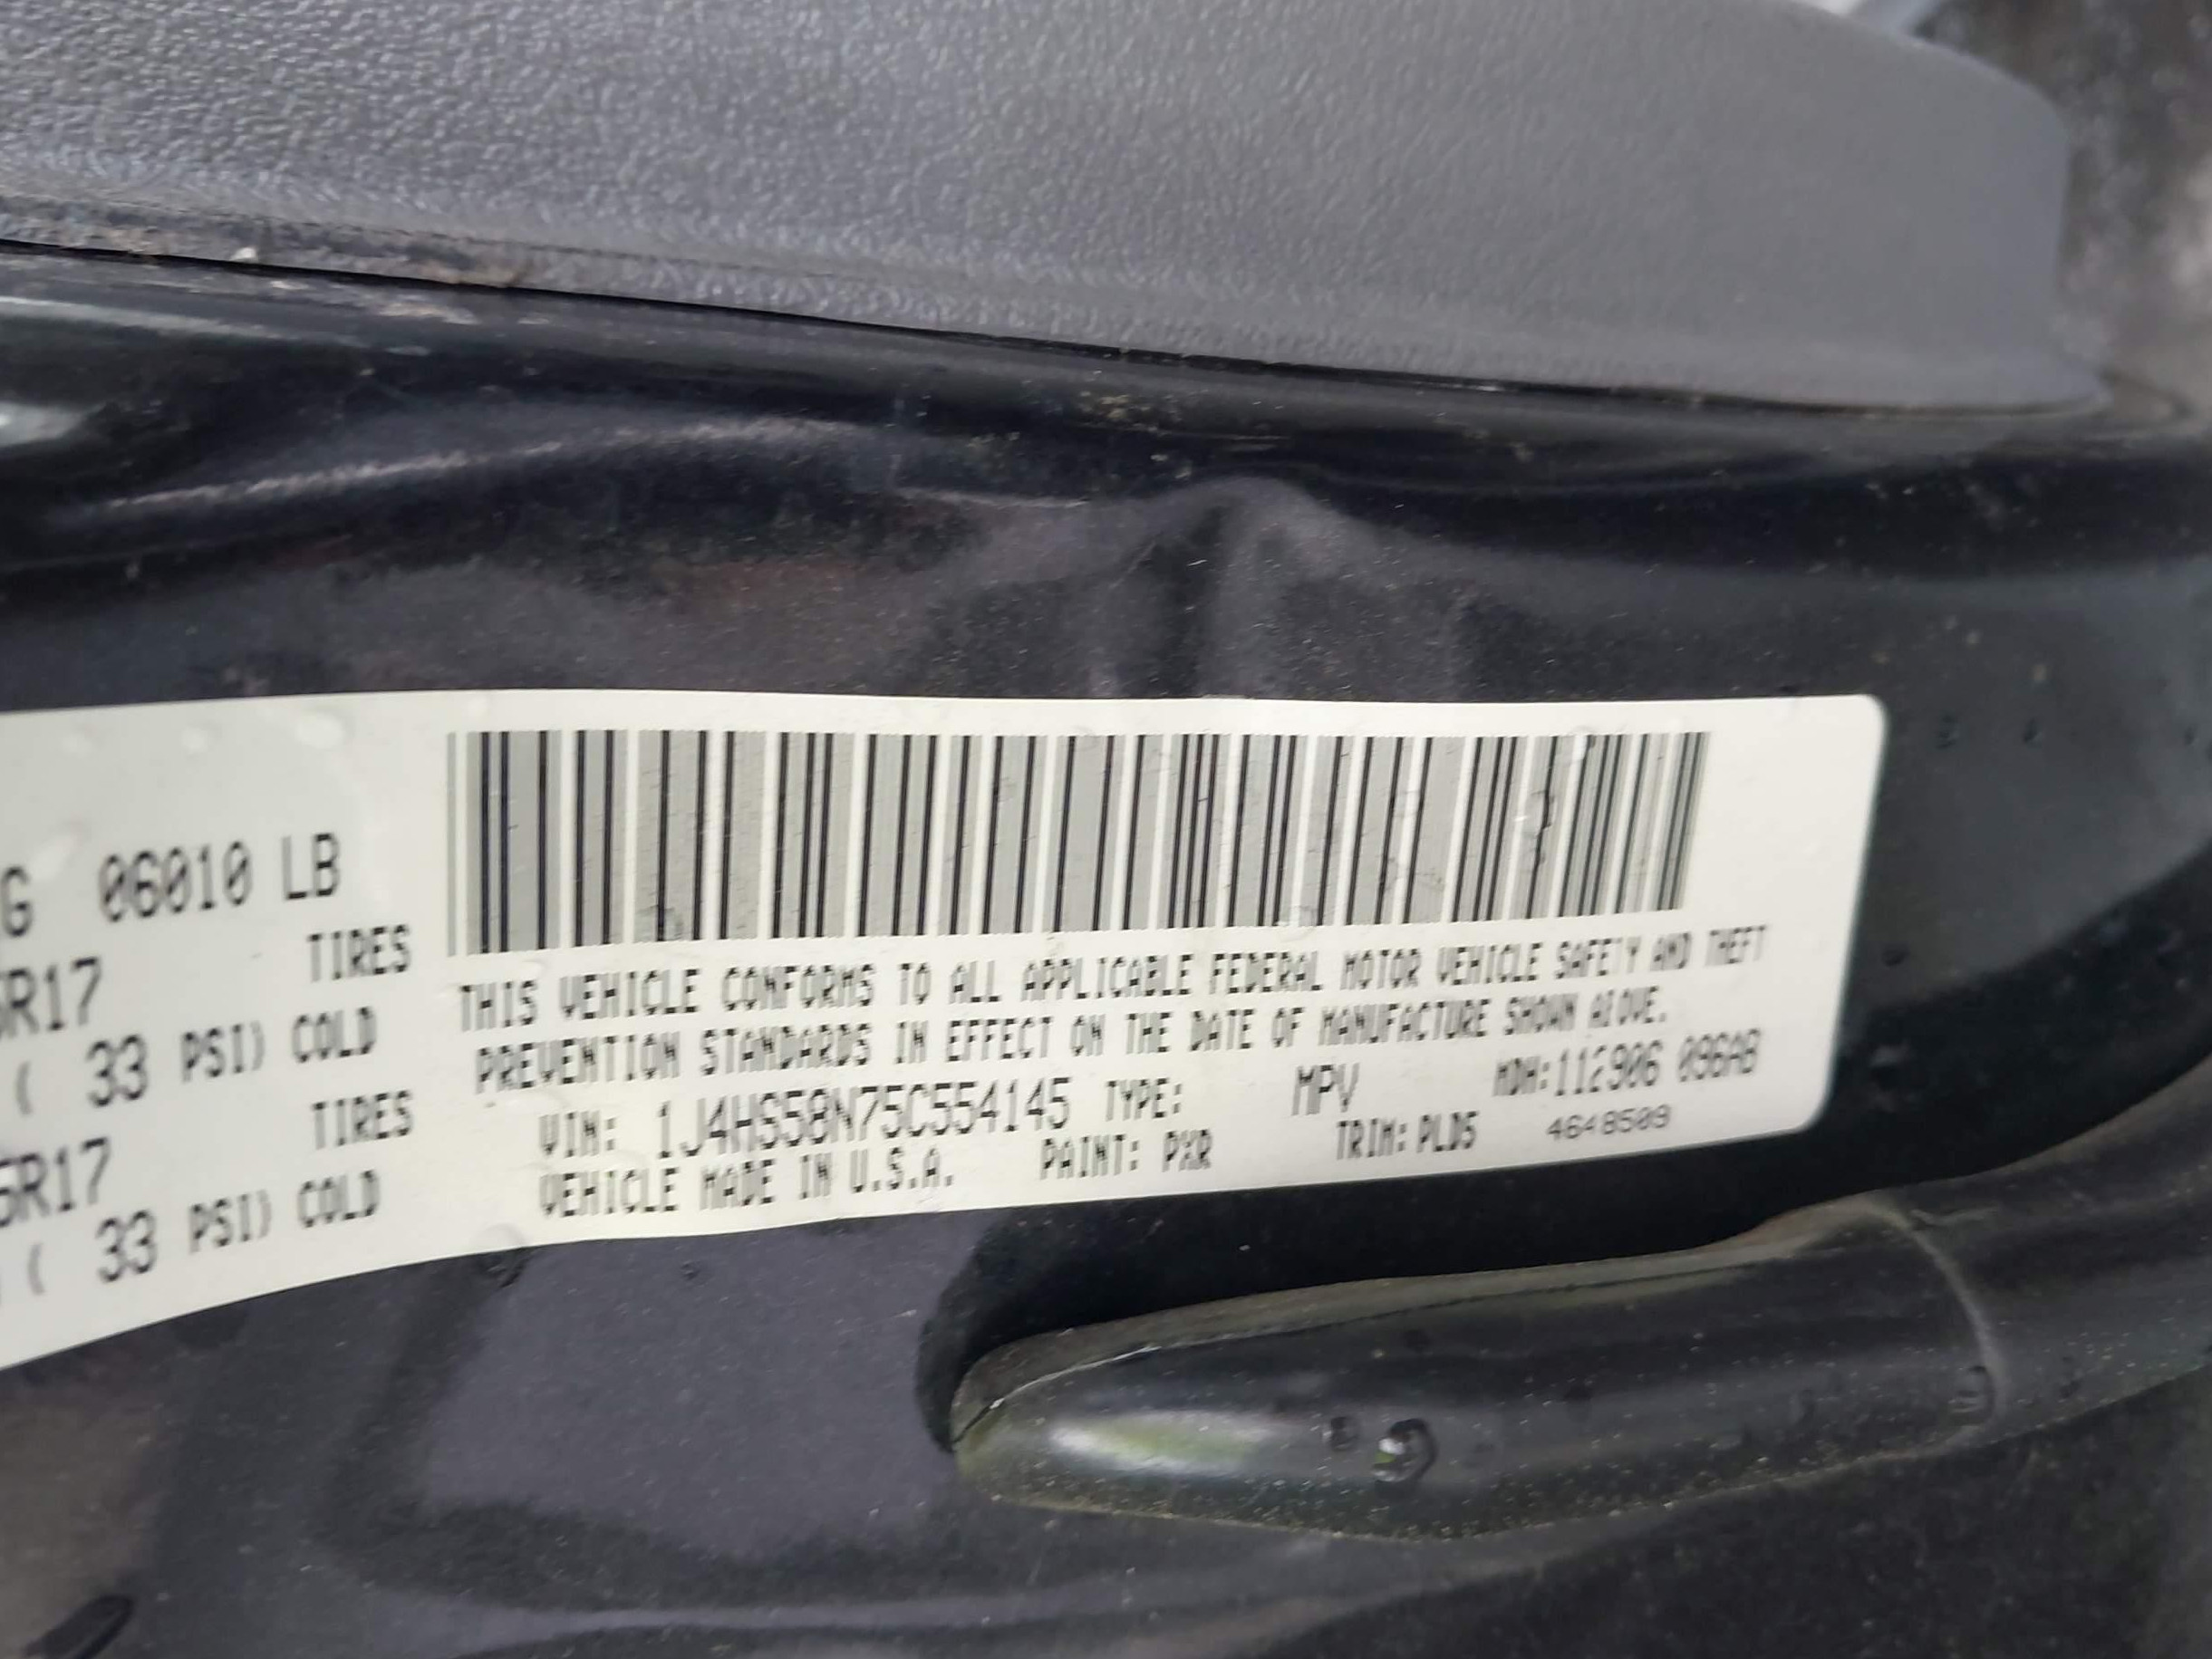 G 06010 LB
TIRES
R17
( 33 PSI) COLD
TIRES
5R17
( 33 PSI) COLD
THIS VEHICLE CONFORMS TO ALL APPLICABLE FEDERAL MOTOR VEHICLE SAFETY AND THEFT
PREVENTION STANDARDS IN EFFECT ON THE DATE OF MANUFACTURE SHOWN ABOVE.
VIN: 1J4HS58N75C554145 TYPE: MPV MDH:112906 096AB
VEHICLE MADE IN U.S.A. PAINT: PXR TRIM: PLD5 4648509